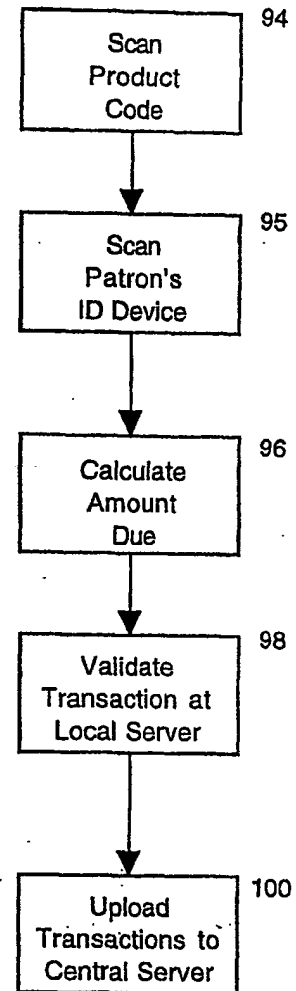 94
Scan
Product
Code
95
Scan
Patron's
ID Device
96
Calculate
Amount
Due
98
Validate
Transaction at
Local Server
100
Upload
Transactions to
Central Server